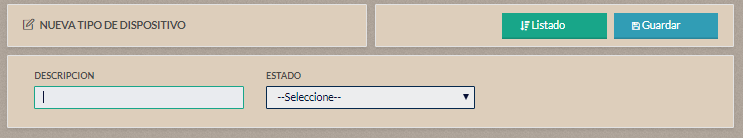 NUEVA TIPO DE DISPOSITIVO
Listado
Guardar
DESCRIPCION
ESTADO
--Seleccione--